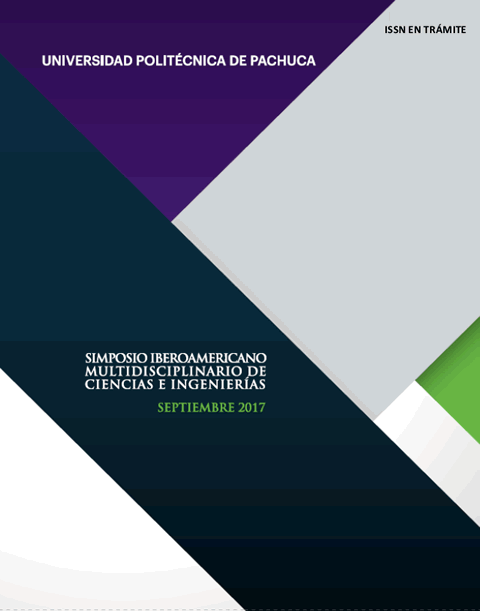 ISSN EN TRÁMITE
UNIVERSIDAD POLITÉCNICA DE PACHUCA
SIMPOSIO IBEROAMERICANO
MULTIDISCIPLINARIO DE
CIENCIAS E INGENIERÍAS
SEPTIEMBRE 2017